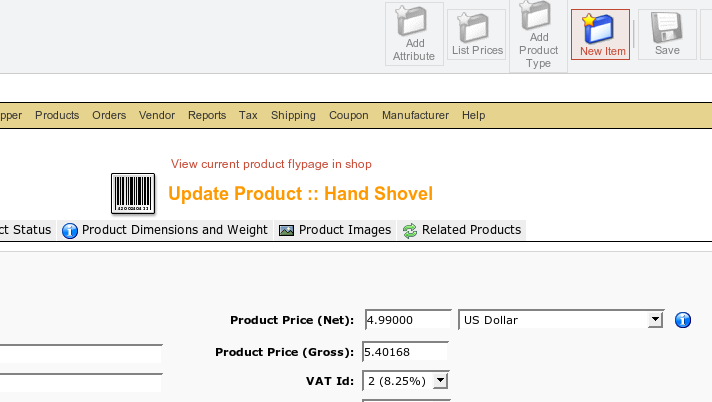 Add Attribute
List Prices
Add Product Type
New Item
Save
pper Products Orders Vendor Reports Tax Shipping Coupon Manufacturer Help
View current product flypage in shop
Update Product :: Hand Shovel
ct Status Product Dimensions and Weight Product Images Related Products
Product Price (Net): 4.99000 US Dollar
Product Price (Gross): 5.40168
VAT Id: 2 (8.25%)